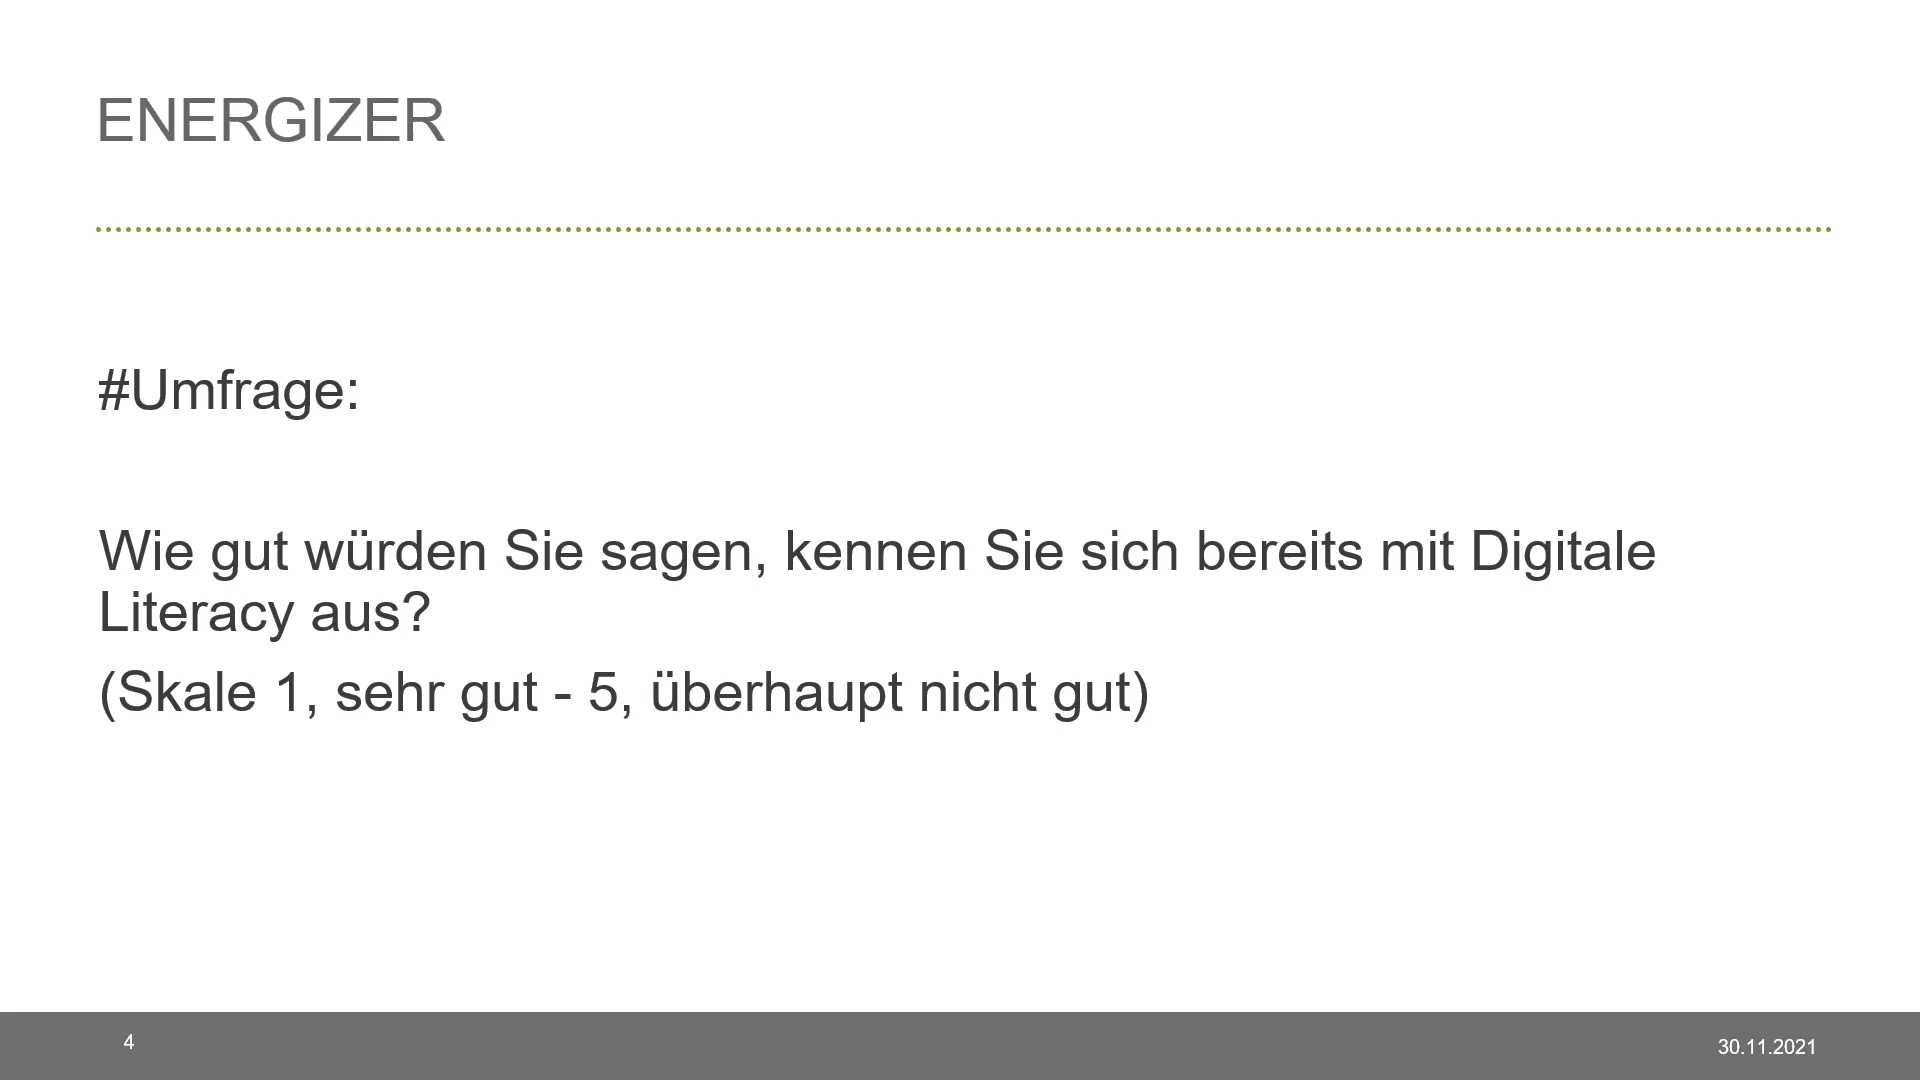 ENERGIZER
#Umfrage:
Wie gut würden Sie sagen, kennen Sie sich bereits mit Digitale
Literacy aus?
(Skale 1, sehr gut - 5, überhaupt nicht gut)
4
30.11.2021